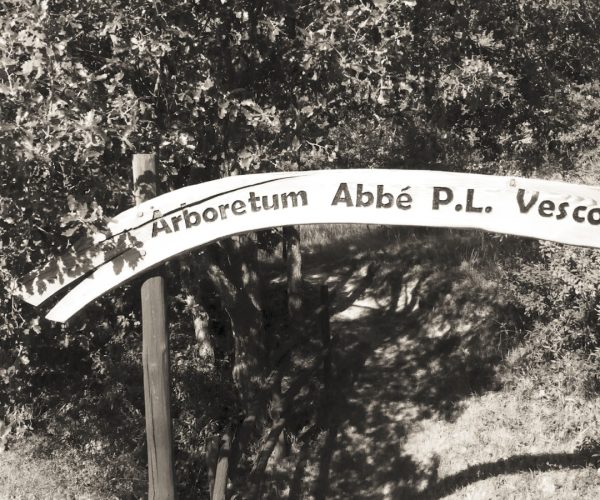 Arboretum Abbé P.L. Vesco